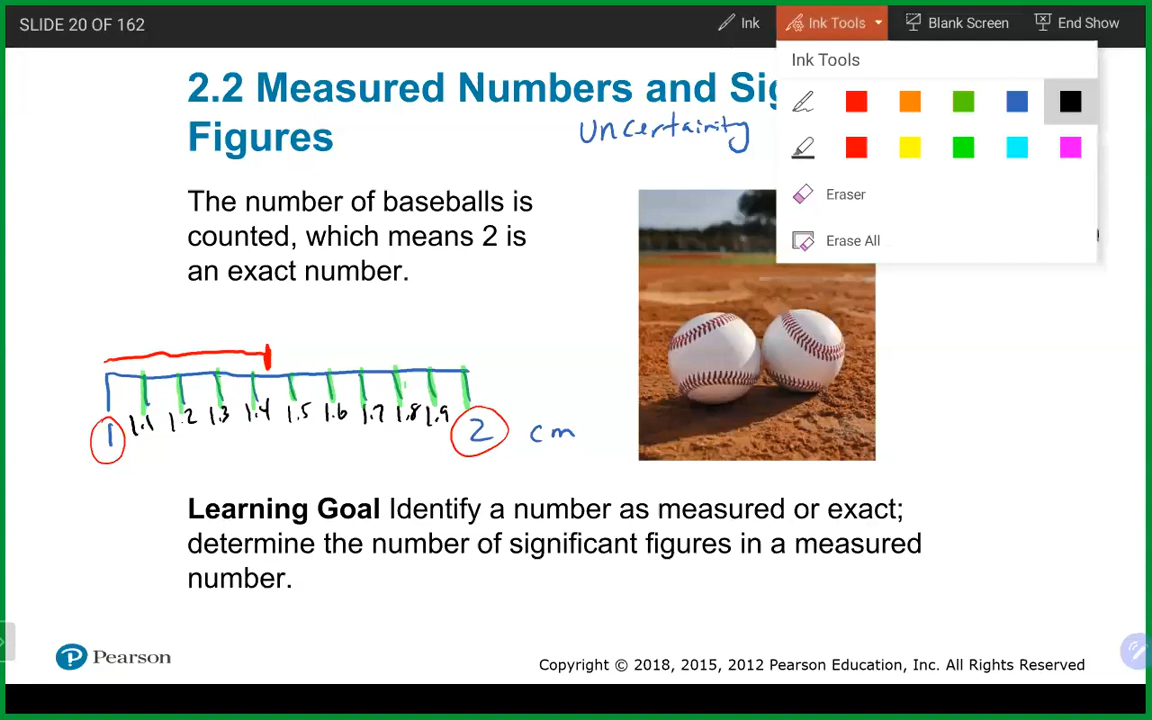 SLIDE 20 OF 162
Ink
Ink Tools
Blank Screen
End Show
Ink Tools
Eraser
Erase All
2.2 Measured Numbers and Sig
Figures
Uncertainity
The number of baseballs is
counted, which means 2 is
an exact number.
1 1.1 1.2 1.3 1.4 1.5 1.6 1.7 1.8 1.9 2 cm
Learning Goal Identify a number as measured or exact;
determine the number of significant figures in a measured
number.
P Pearson
Copyright © 2018, 2015, 2012 Pearson Education, Inc. All Rights Reserved